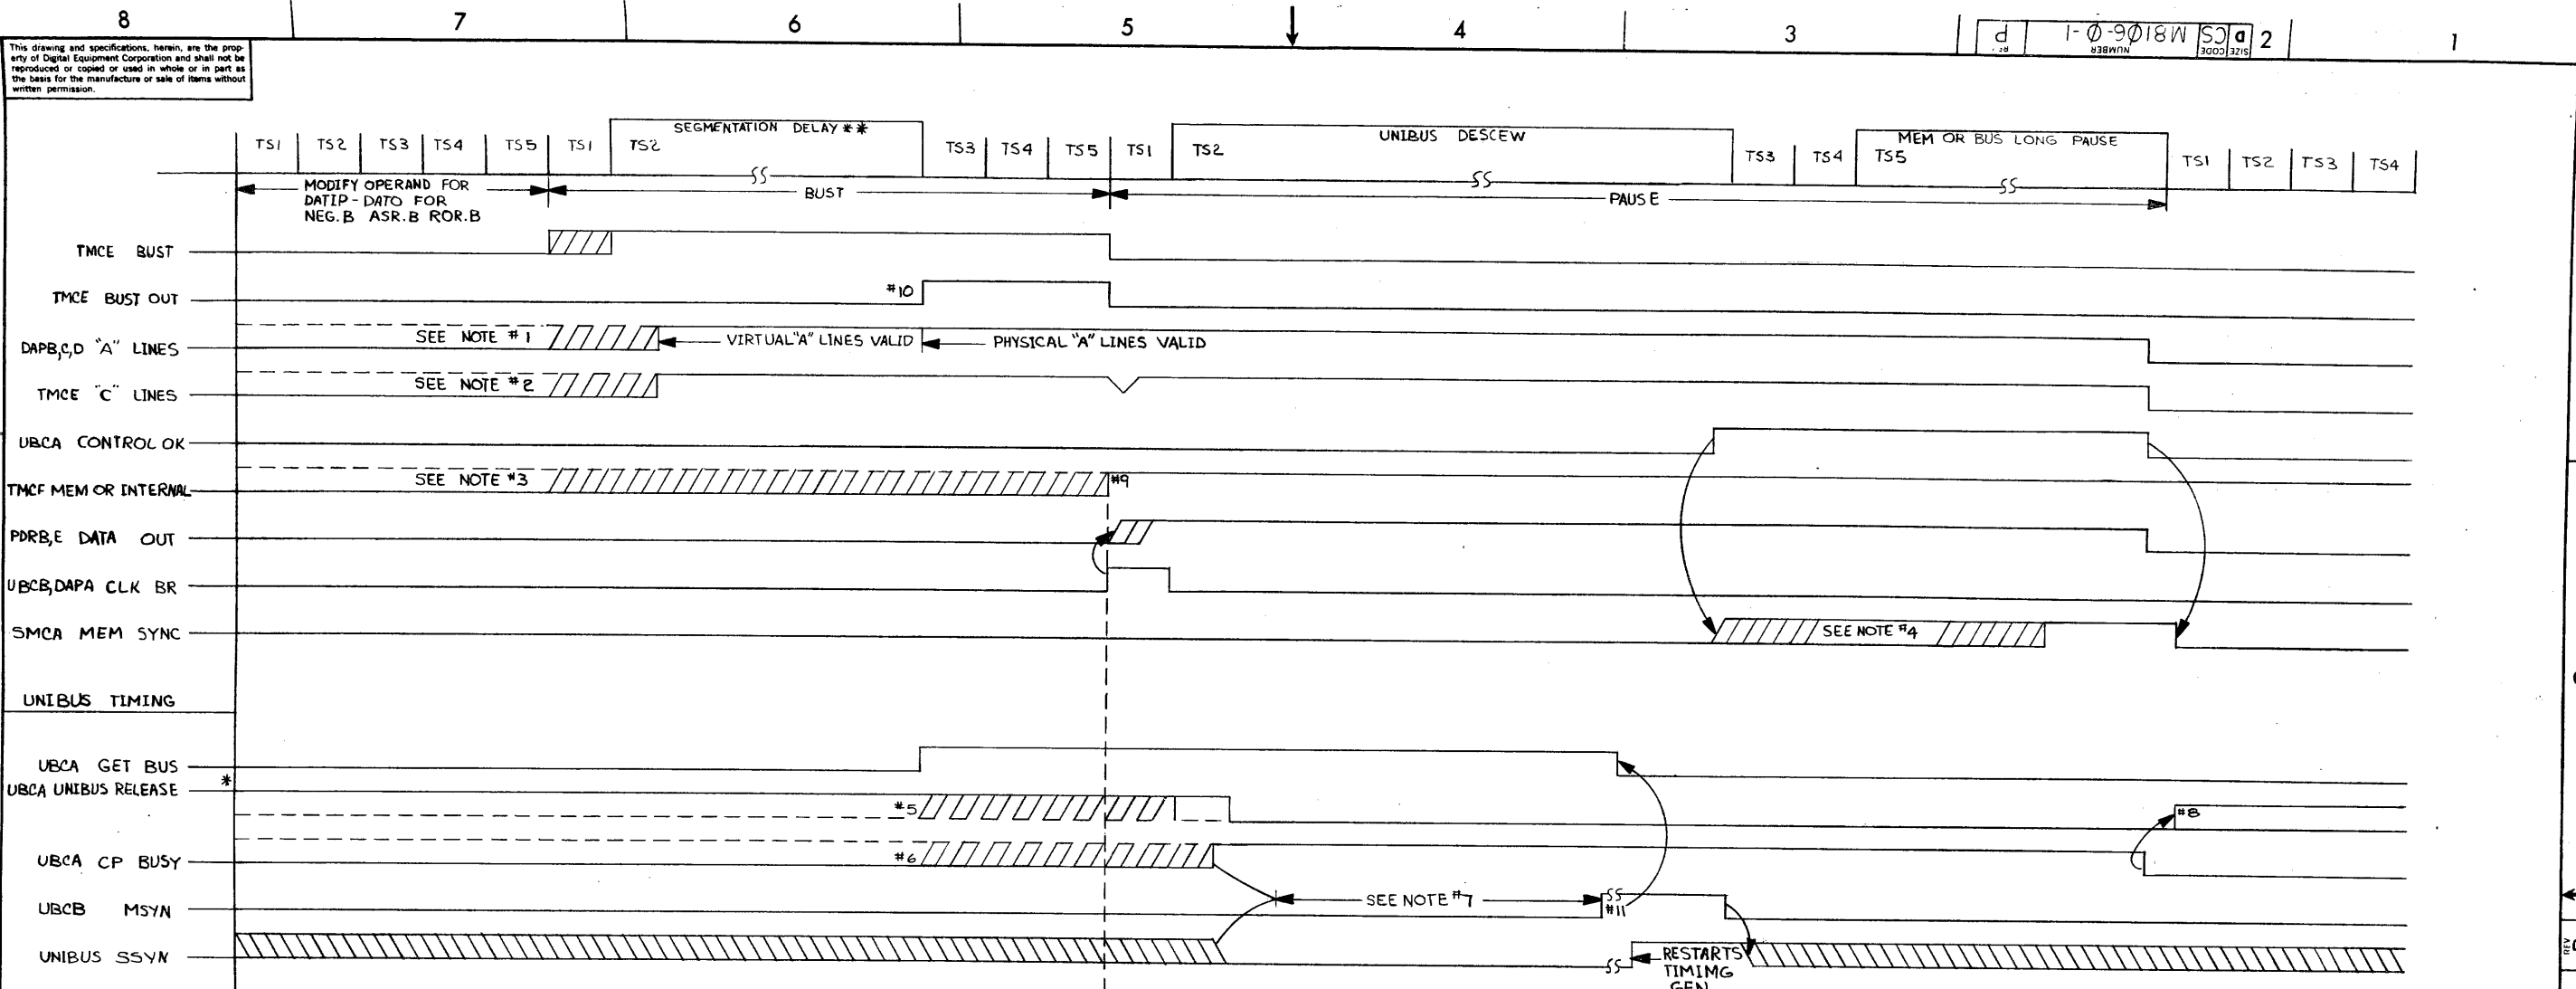 8 7 6 5 4 3 2 1
SIZE D CODE CS NUMBER M8106-0-1 REV P
This drawing and specifications, herein, are the prop-
erty of Digital Equipment Corporation and shall not be
reproduced or copied or used in whole or in part as
the basis for the manufacture or sale of items without
written permission.
SEGMENTATION DELAY ** UNIBUS DESCEW MEM OR BUS LONG PAUSE
TS1 TS2 TS3 TS4 TS5 TS1 TS2 TS3 TS4 TS5 TS1 TS2 TS3 TS4 TS5 TS1 TS2 TS3 TS4
MODIFY OPERAND FOR BUST PAUSE
DATIP-DATO FOR
NEG.B ASR.B ROR.B
TMCE BUST
TMCE BUST OUT #10
DAPB,C,D "A" LINES SEE NOTE #1 VIRTUAL "A" LINES VALID PHYSICAL "A" LINES VALID
TMCE "C" LINES SEE NOTE #2
UBCA CONTROL OK
TMCF MEM OR INTERNAL SEE NOTE #3 #9
PDRB,E DATA OUT
UBCB,DAPA CLK BR
SMCA MEM SYNC SEE NOTE #4
UNIBUS TIMING
UBCA GET BUS
UBCA UNIBUS RELEASE * #5 #8
UBCA CP BUSY #6
UBCB MSYN SEE NOTE #7 #11
UNIBUS SSYN RESTARTS
TIMIMG
GEN
REV